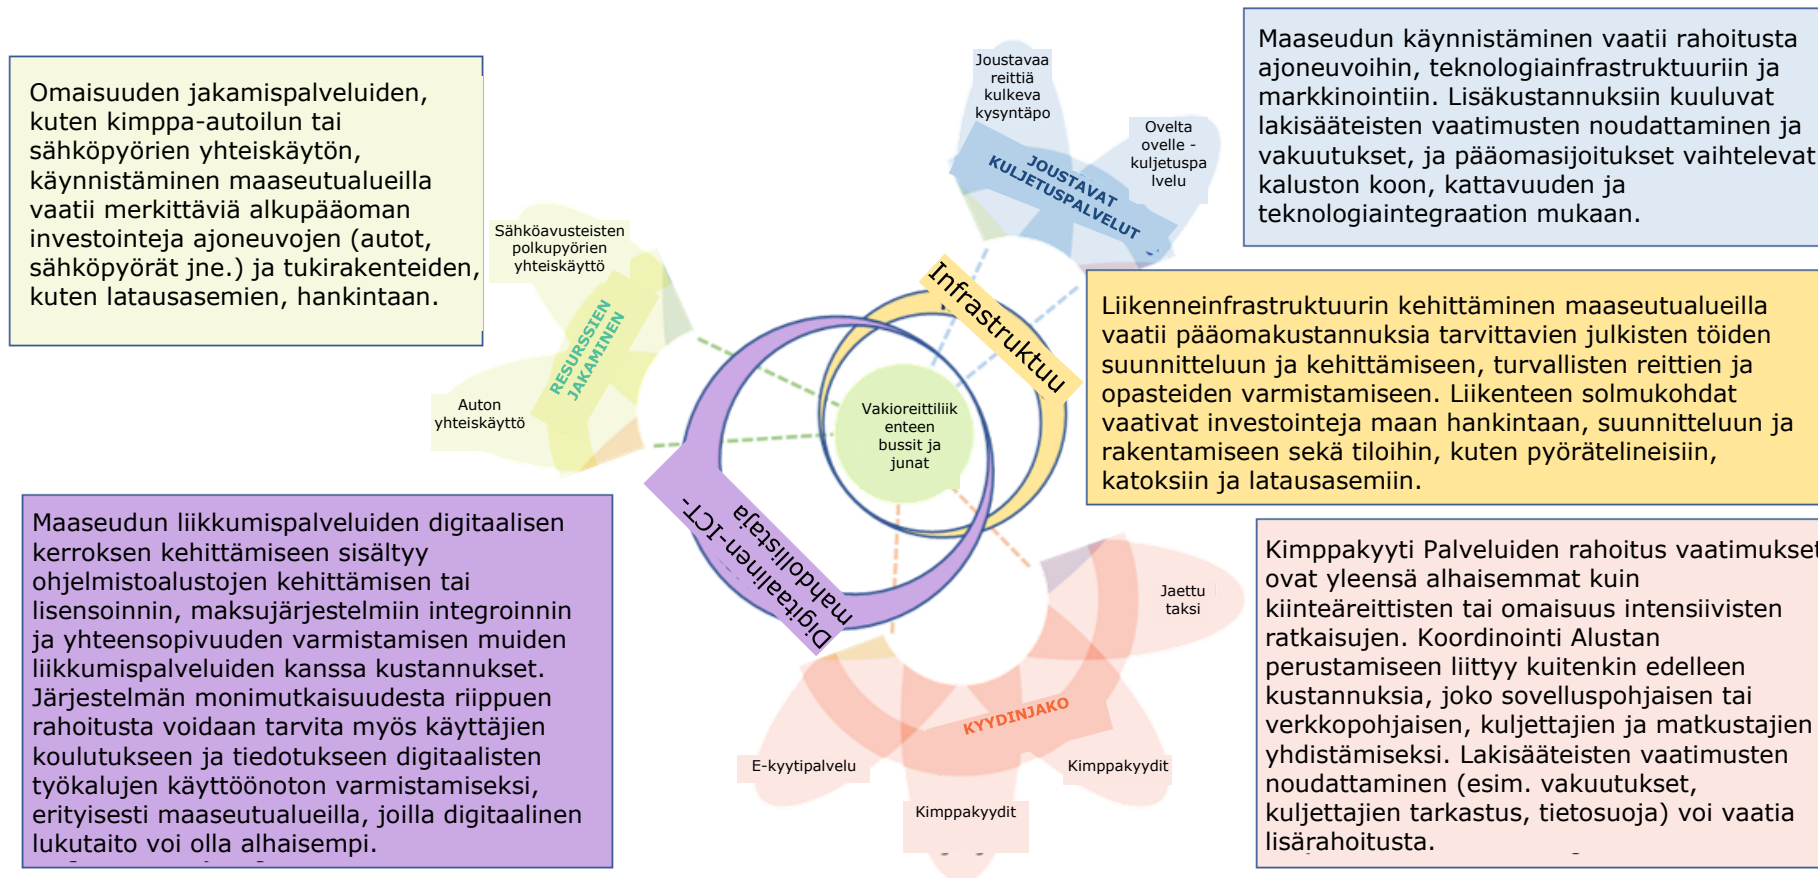 Omaisuuden jakamispalveluiden,
kuten kimppa-autoilun tai
sähköpyörien yhteiskäytön,
käynnistäminen maaseutualueilla
vaatii merkittäviä alkupääoman
investointeja ajoneuvojen (autot,
sähköpyörät jne.) ja tukirakenteiden,
kuten latausasemien, hankintaan.
Joustavaa
reittiä
kulkeva
kysyntäpo
Ovelta
ovelle -
kuljetuspa
lvelu
JOUSTAVAT
KULJETUSPALVELUT
Maaseudun käynnistäminen vaatii rahoitusta
ajoneuvoihin, teknologiainfrastruktuuriin ja
markkinointiin. Lisäkustannuksiin kuuluvat
lakisääteisten vaatimusten noudattaminen ja
vakuutukset, ja pääomasijoitukset vaihtelevat
kaluston koon, kattavuuden ja
teknologiaintegraation mukaan.
Sähköavusteisten
polkupyörien
yhteiskäyttö
RESURSSIEN
JAKAMINEN
Auton
yhteiskäyttö
Infrastruktuu
Vakioreittiliik
enteen
bussit ja
junat
Liikenneinfrastruktuurin kehittäminen maaseutualueilla
vaatii pääomakustannuksia tarvittavien julkisten töiden
suunnitteluun ja kehittämiseen, turvallisten reittien ja
opasteiden varmistamiseen. Liikenteen solmukohdat
vaativat investointeja maan hankintaan, suunnitteluun ja
rakentamiseen sekä tiloihin, kuten pyörätelineisiin,
katoksiin ja latausasemiin.
Maaseudun liikkumispalveluiden digitaalisen
kerroksen kehittämiseen sisältyy
ohjelmistoalustojen kehittämisen tai
lisensoinnin, maksujärjestelmiin integroinnin
ja yhteensopivuuden varmistamisen muiden
liikkumispalveluiden kanssa kustannukset.
Järjestelmän monimutkaisuudesta riippuen
rahoitusta voidaan tarvita myös käyttäjien
koulutukseen ja tiedotukseen digitaalisten
työkalujen käyttöönoton varmistamiseksi,
erityisesti maaseutualueilla, joilla digitaalinen
lukutaito voi olla alhaisempi.
Digitaalinen-ICT-
mahdollistaja
Jaettu
taksi
KYYDINJAKO
E-kyytipalvelu
Kimppakyydit
Kimppakyydit
Kimppakyyti Palveluiden rahoitus vaatimukset
ovat yleensä alhaisemmat kuin
kiinteäreittisten tai omaisuus intensiivisten
ratkaisujen. Koordinointi Alustan
perustamiseen liittyy kuitenkin edelleen
kustannuksia, joko sovelluspohjaisen tai
verkkopohjaisen, kuljettajien ja matkustajien
yhdistämiseksi. Lakisääteisten vaatimusten
noudattaminen (esim. vakuutukset,
kuljettajien tarkastus, tietosuoja) voi vaatia
lisärahoitusta.